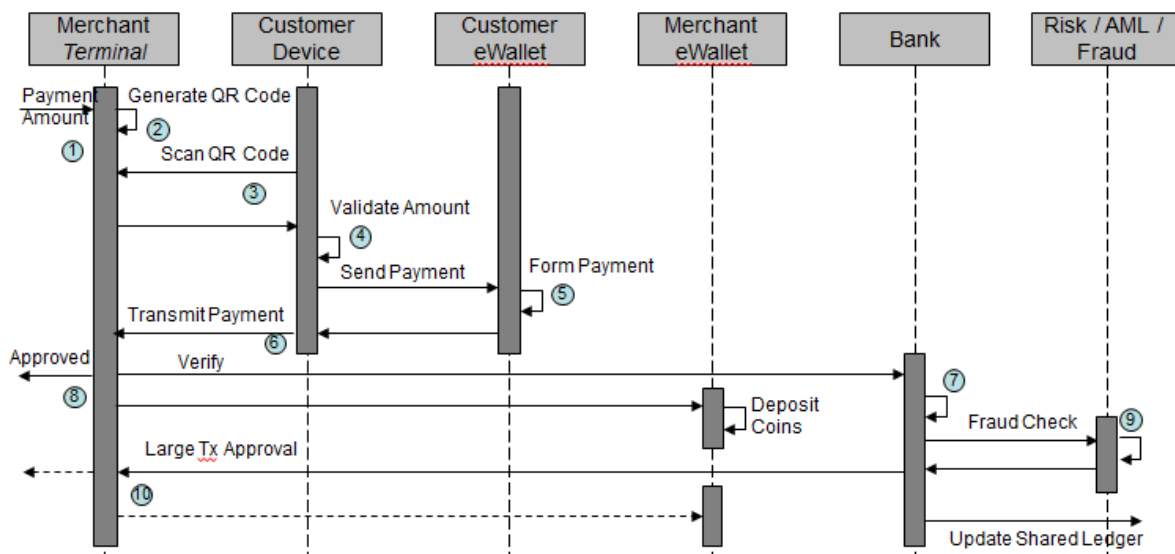 Merchant
Terminal
Customer
Device
Customer
eWallet
Merchant
eWallet
Bank
Risk / AML /
Fraud
Payment
Amount
1
Generate QR Code
2
Scan QR Code
3
Validate Amount
4
Send Payment
Form Payment
5
Transmit Payment
6
Approved
Verify
7
8
Deposit
Coins
Fraud Check
9
Large Tx Approval
10
Update Shared Ledger